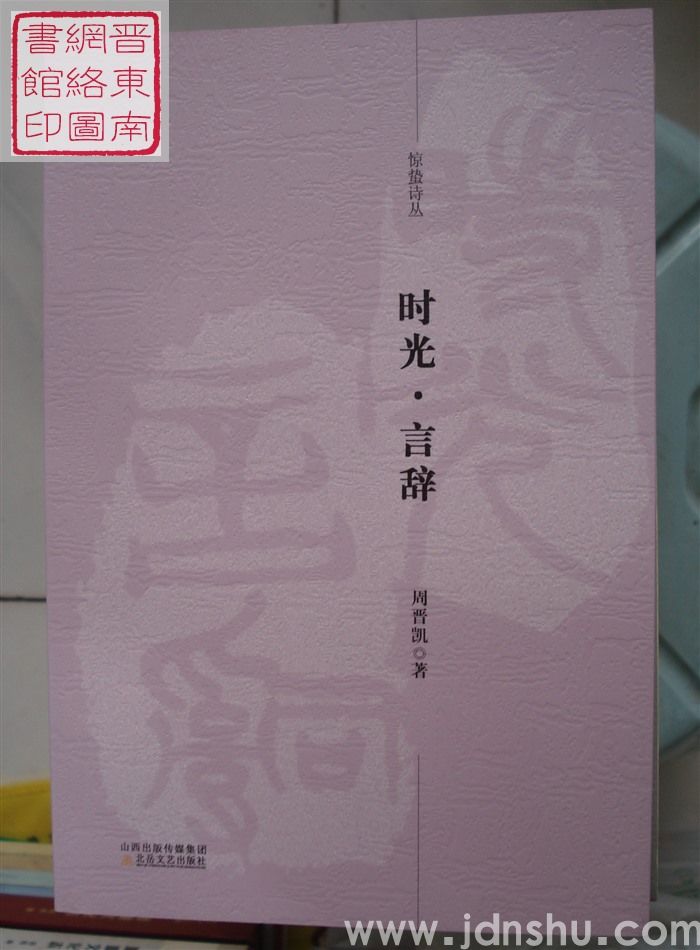 晋東南
網絡圖
書館印
惊蛰诗丛
时光·言辞
周晋凯◎著
山西出版传媒集团
北岳文艺出版社
www.jdnshu.com